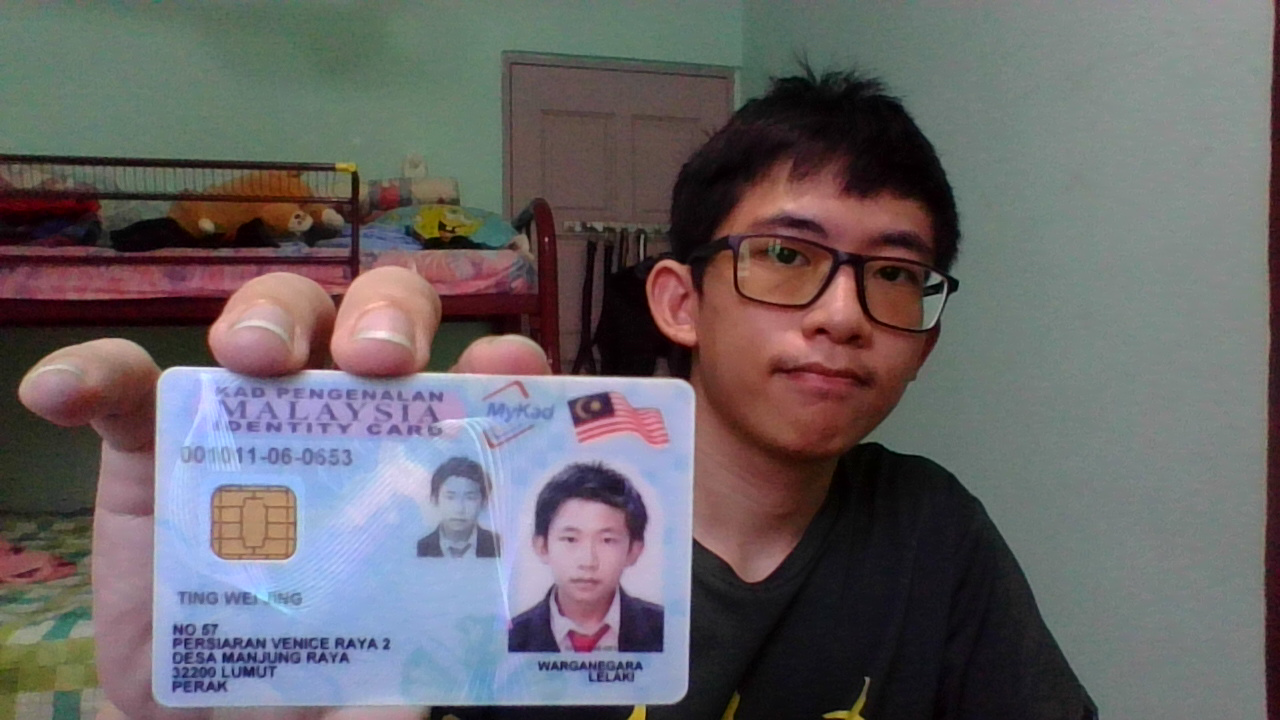 KAD PENGENALAN
MALAYSIA
IDENTITY CARD
MyKad
001011-06-0653
TING WEI JING
NO 57
PERSIARAN VENICE RAYA 2
DESA MANJUNG RAYA
32200 LUMUT
PERAK
WARGANEGARA
LELAKI